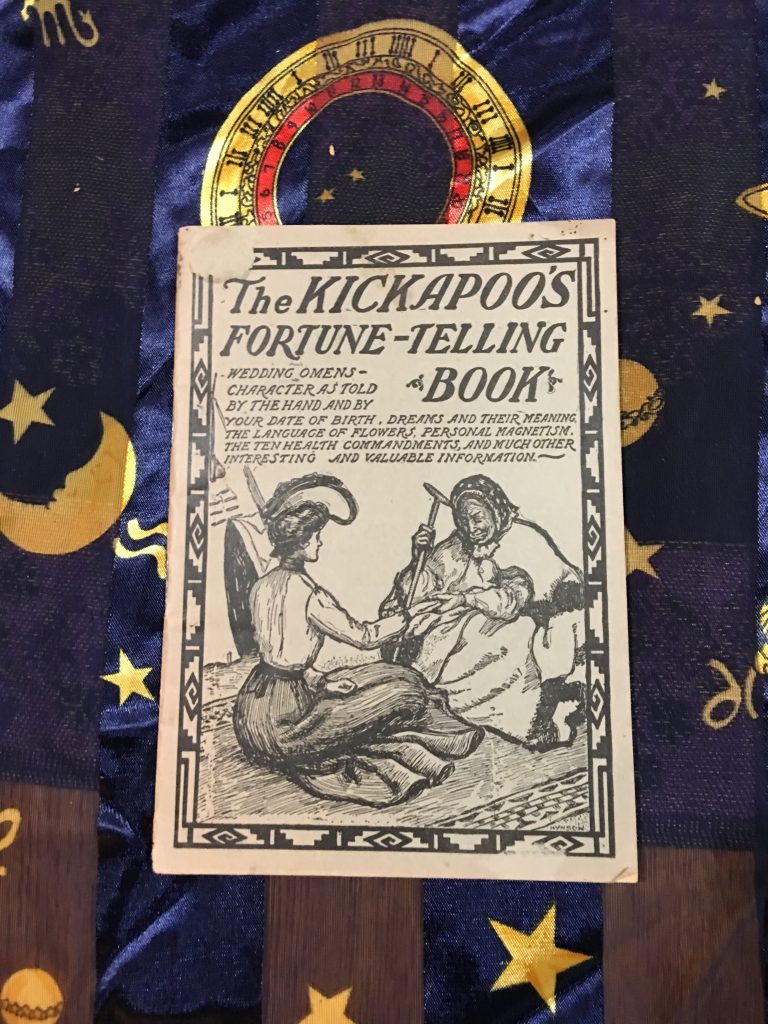 The KICKAPOO'S
FORTUNE-TELLING
BOOK
WEDDING OMENS-
CHARACTER AS TOLD
BY THE HAND AND BY
YOUR DATE OF BIRTH, DREAMS AND THEIR MEANING,
THE LANGUAGE OF FLOWERS, PERSONAL MAGNETISM.
THE TEN HEALTH COMMANDMENTS, AND MUCH OTHER
INTERESTING AND VALUABLE INFORMATION.